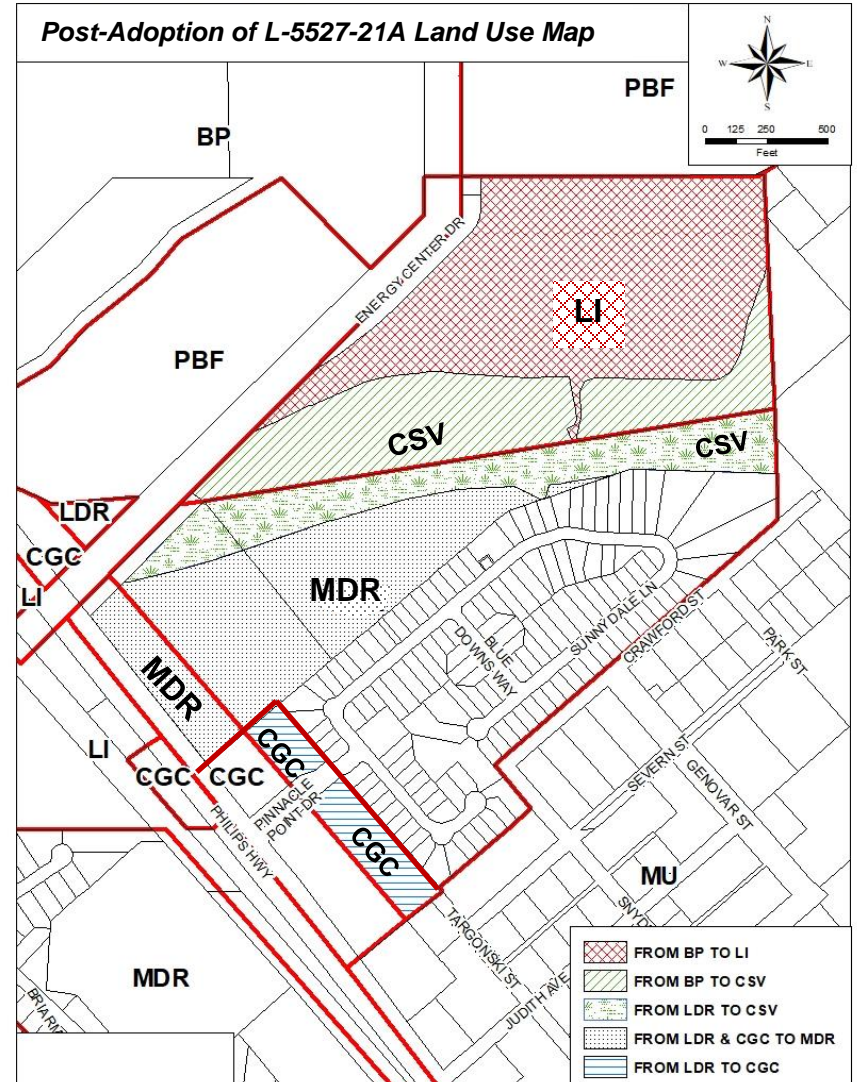 Post-Adoption of L-5527-21A Land Use Map
N
W
E
S
0 125 250 500
Feet
PBF
BP
ENERGY CENTER DR
LI
PBF
CSV
CSV
LDR
CGC
LI
MDR
SUNNY DALE LN
CRAWFORD ST
BLUE
DOWNS WAY
PARK ST
MDR
LI
CGC
CGC
CGC
PINNACLE
POINT DR
PHILIPS HWY
CGC
SEVERN ST
GENOVAR ST
MU
TARGONSKI ST
JUDITH AVE
MDR
FROM BP TO LI
FROM BP TO CSV
FROM LDR TO CSV
FROM LDR & CGC TO MDR
FROM LDR TO CGC